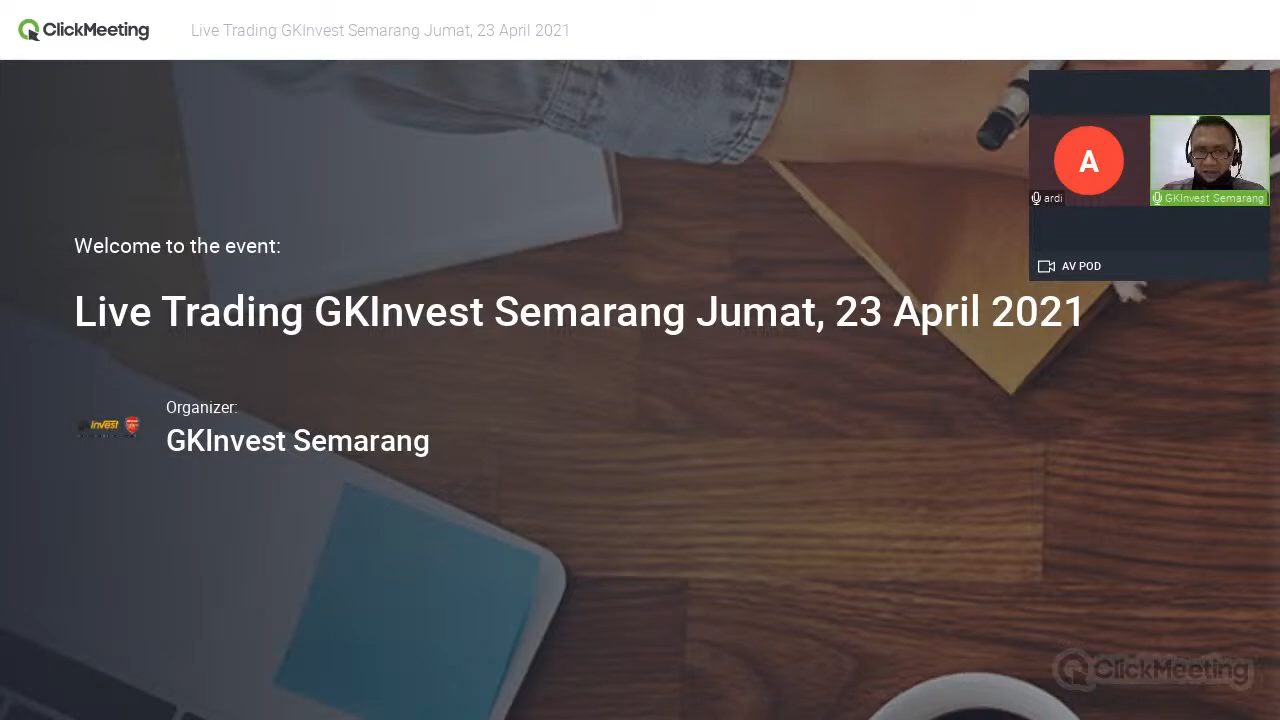 ClickMeeting
Live Trading GKInvest Semarang Jumat, 23 April 2021
A
ardi
GKInvest Semarang
AV POD
Welcome to the event:
Live Trading GKInvest Semarang Jumat, 23 April 2021
Organizer:
invest
GKInvest Semarang
ClickMeeting